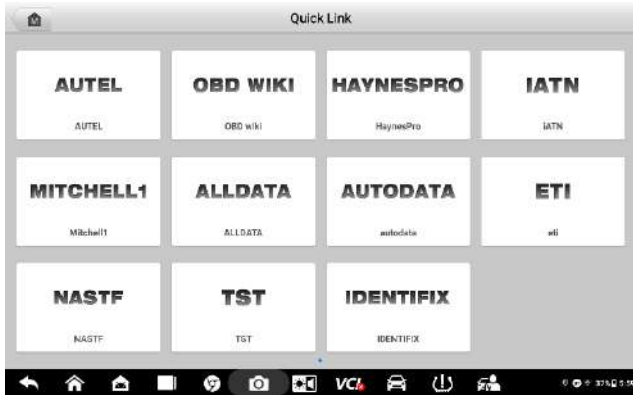 Quick Link
AUTEL
AUTEL
OBD WIKI
OBD wiki
HAYNESPRO
HaynesPro
IATN
iATN
MITCHELL1
Mitchell1
ALLDATA
ALLDATA
AUTODATA
autodata
ETI
eti
NASTF
NASTF
TST
TST
IDENTIFIX
IDENTIFIX
VCI